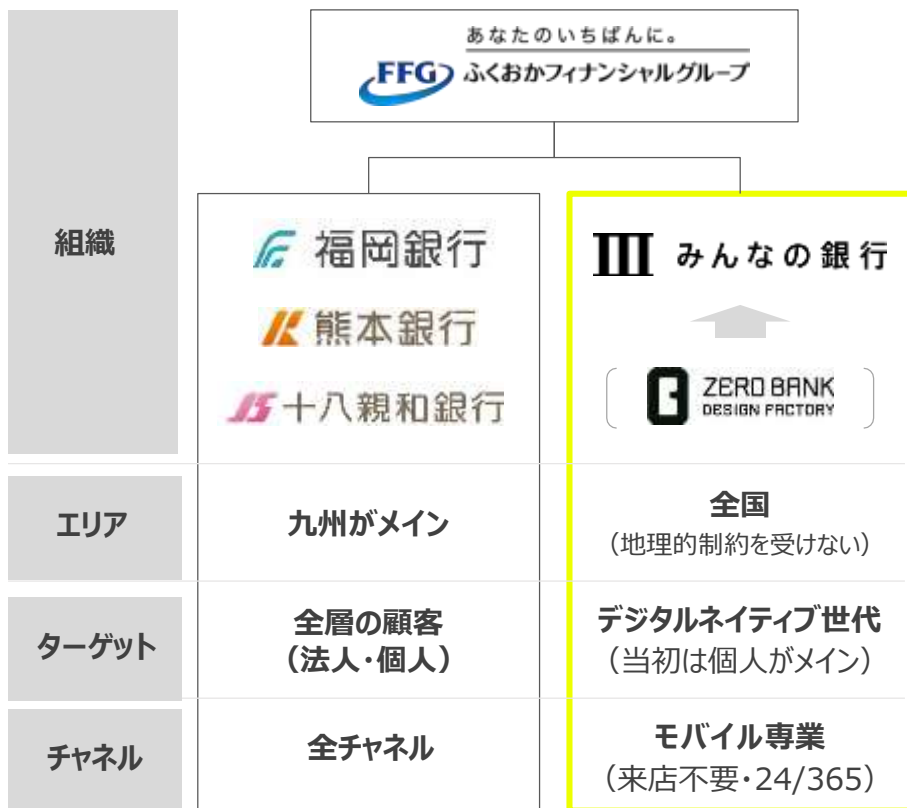 あなたのいちばんに。
FFG ふくおかフィナンシャルグループ
組織
福岡銀行
熊本銀行
十八親和銀行
みんなの銀行
ZERO BANK
DESIGN FACTORY
エリア
九州がメイン
全国
（地理的制約を受けない）
ターゲット
全層の顧客
（法人・個人）
デジタルネイティブ世代
（当初は個人がメイン）
チャネル
全チャネル
モバイル専業
（来店不要・24/365）